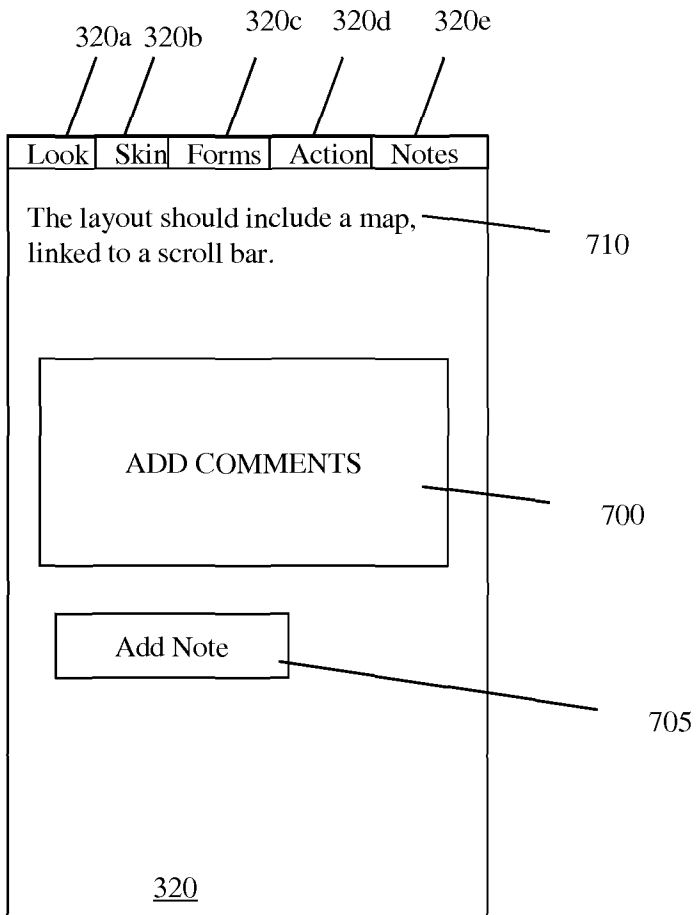 320a 320b 320c 320d 320e
Look Skin Forms Action Notes
The layout should include a map,
linked to a scroll bar.
710
ADD COMMENTS
700
Add Note
705
320